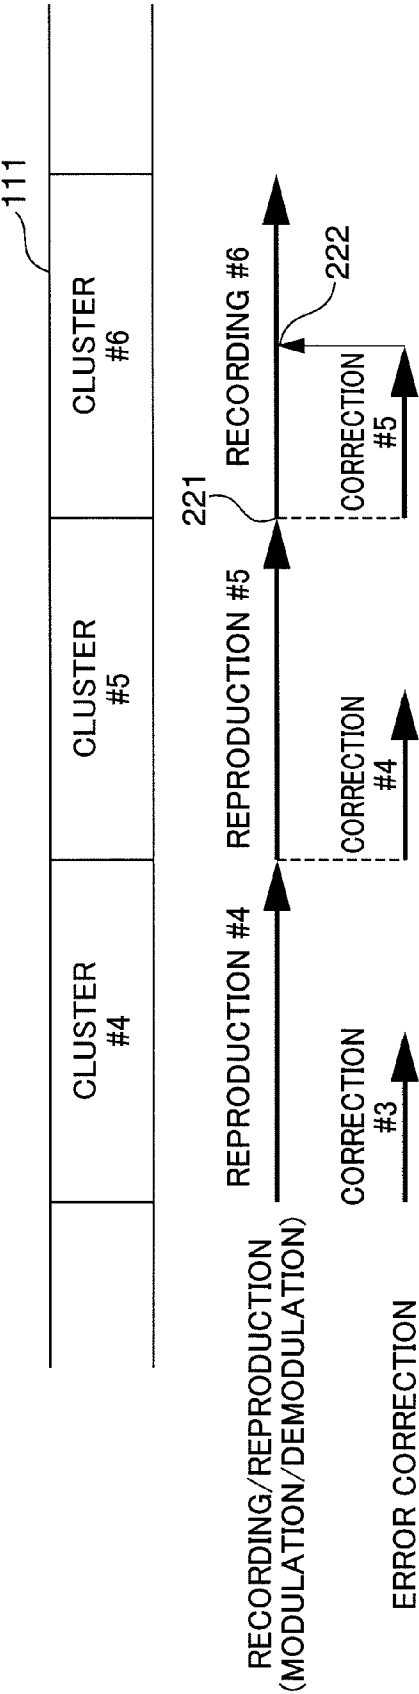 111
CLUSTER
#4
CLUSTER
#5
CLUSTER
#6
RECORDING/REPRODUCTION
(MODULATION/DEMODULATION)
REPRODUCTION #4
REPRODUCTION #5
221
RECORDING #6
222
ERROR CORRECTION
CORRECTION
#3
CORRECTION
#4
CORRECTION
#5